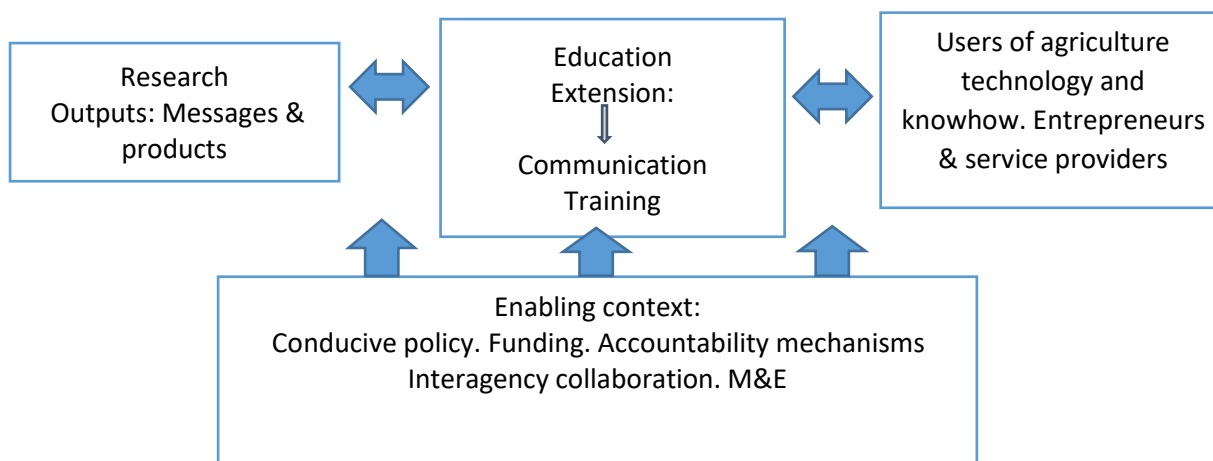 Research
Outputs: Messages &
products
Education
Extension:
Communication
Training
Users of agriculture
technology and
knowhow. Entrepreneurs
& service providers
Enabling context:
Conducive policy. Funding. Accountability mechanisms
Interagency collaboration. M&E